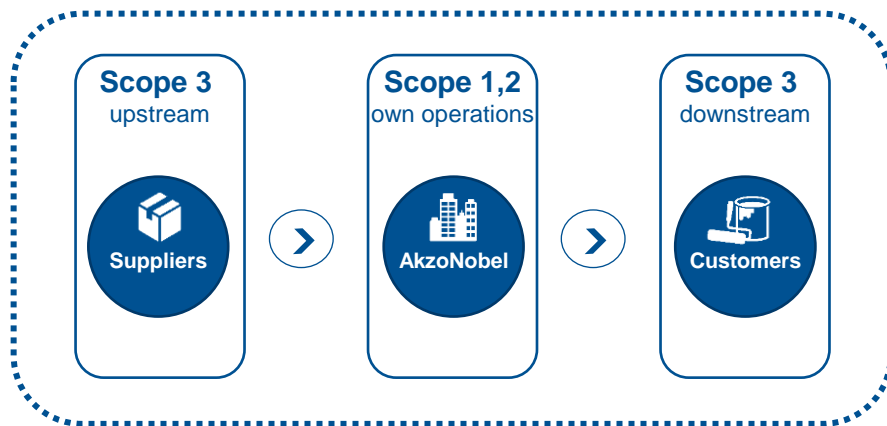 Scope 3
upstream
Suppliers
Scope 1,2
own operations
AkzoNobel
Scope 3
downstream
Customers